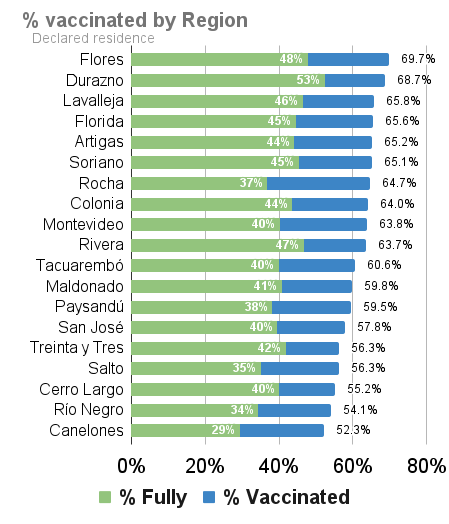 % vaccinated by Region
Declared residence
Flores 48% 69.7%
Durazno 53% 68.7%
Lavalleja 46% 65.8%
Florida 45% 65.6%
Artigas 44% 65.2%
Soriano 45% 65.1%
Rocha 37% 64.7%
Colonia 44% 64.0%
Montevideo 40% 63.8%
Rivera 47% 63.7%
Tacuarembó 40% 60.6%
Maldonado 41% 59.8%
Paysandú 38% 59.5%
San José 40% 57.8%
Treinta y Tres 42% 56.3%
Salto 35% 56.3%
Cerro Largo 40% 55.2%
Río Negro 34% 54.1%
Canelones 29% 52.3%
0% 20% 40% 60% 80%
% Fully % Vaccinated